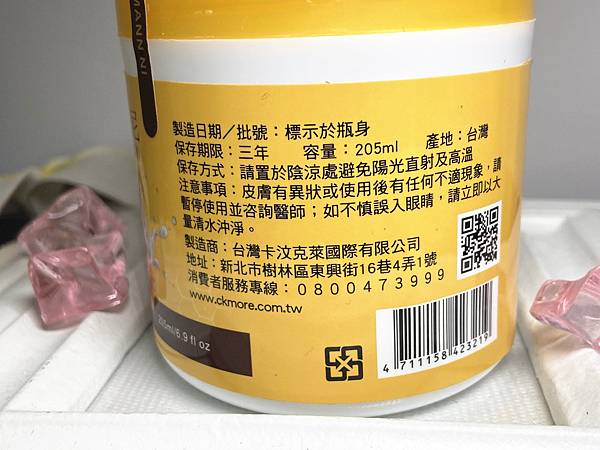 MANN NI
製造日期／批號：標示於瓶身
保存期限：三年 容量：205ml 產地：台灣
保存方式：請置於陰涼處避免陽光直射及高溫
注意事項：皮膚有異狀或使用後有任何不適現象，請
暫停使用並咨詢醫師；如不慎誤入眼睛，請立即以大
量清水沖淨。
製造商：台灣卡汶克萊國際有限公司
地址：新北市樹林區東興街16巷4弄1號
消費者服務專線：0800473999
www.ckmore.com.tw
205ml/6.9 fl oz
4 711158 423219